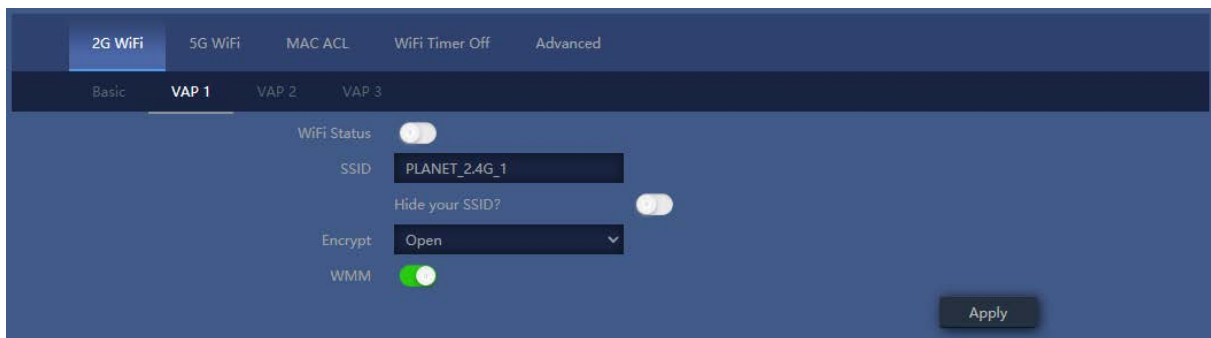 2G WiFi 5G WiFi MAC ACL WiFi Timer Off Advanced
Basic VAP 1 VAP 2 VAP 3
WiFi Status
SSID PLANET_2.4G_1
Hide your SSID?
Encrypt Open
WMM
Apply